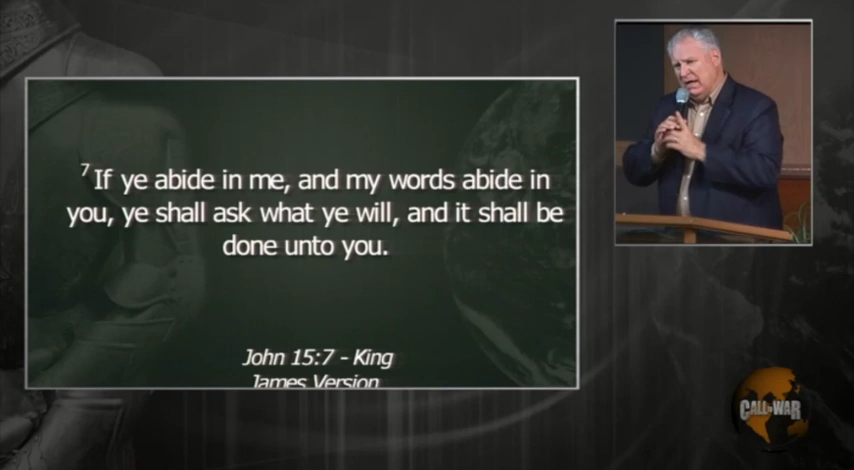 7 If ye abide in me, and my words abide in
you, ye shall ask what ye will, and it shall be
done unto you.
John 15:7 - King
James Version
CALL TO WAR